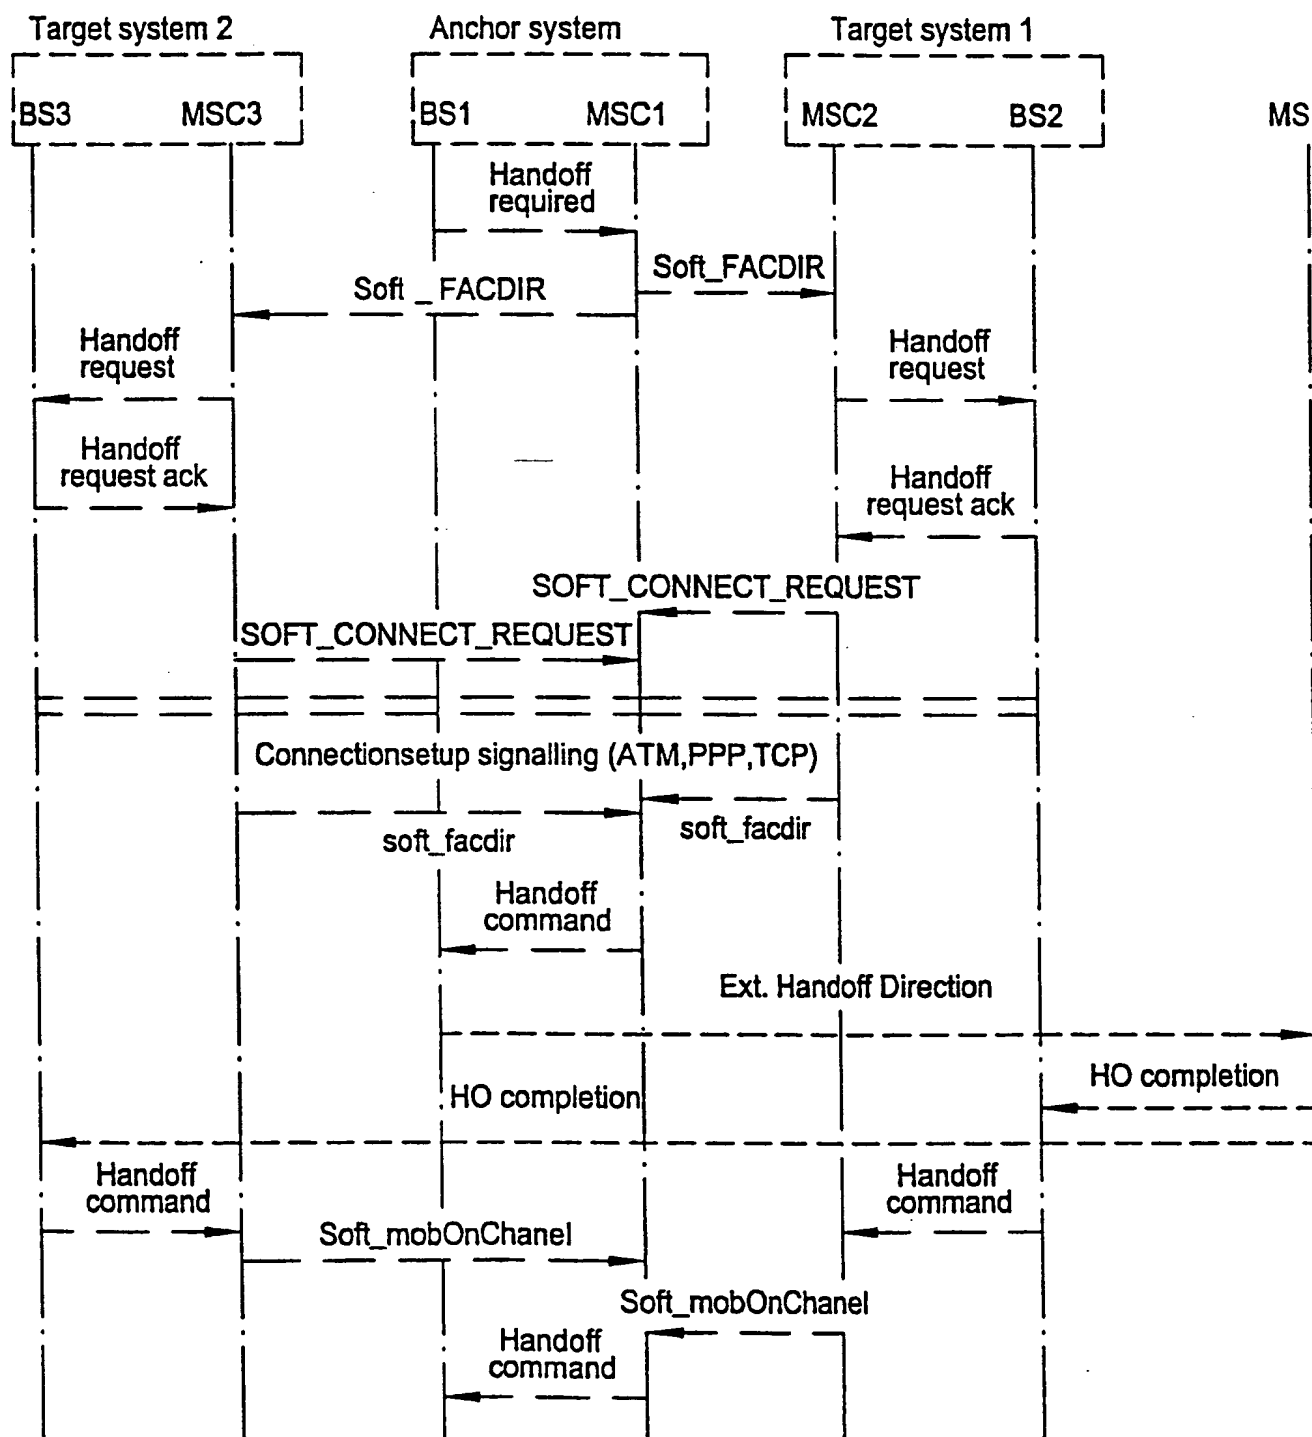 Target system 2
Anchor system
Target system 1
BS3
MSC3
BS1
MSC1
MSC2
BS2
MS
Handoff
required
Soft_FACDIR
Soft _ FACDIR
Handoff
request
Handoff
request
Handoff
request ack
Handoff
request ack
SOFT_CONNECT_REQUEST
SOFT_CONNECT_REQUEST
Connectionsetup signalling (ATM,PPP,TCP)
soft_facdir
soft_facdir
Handoff
command
Ext. Handoff Direction
HO completion
HO completion
Handoff
command
Handoff
command
Soft_mobOnChanel
Soft_mobOnChanel
Handoff
command